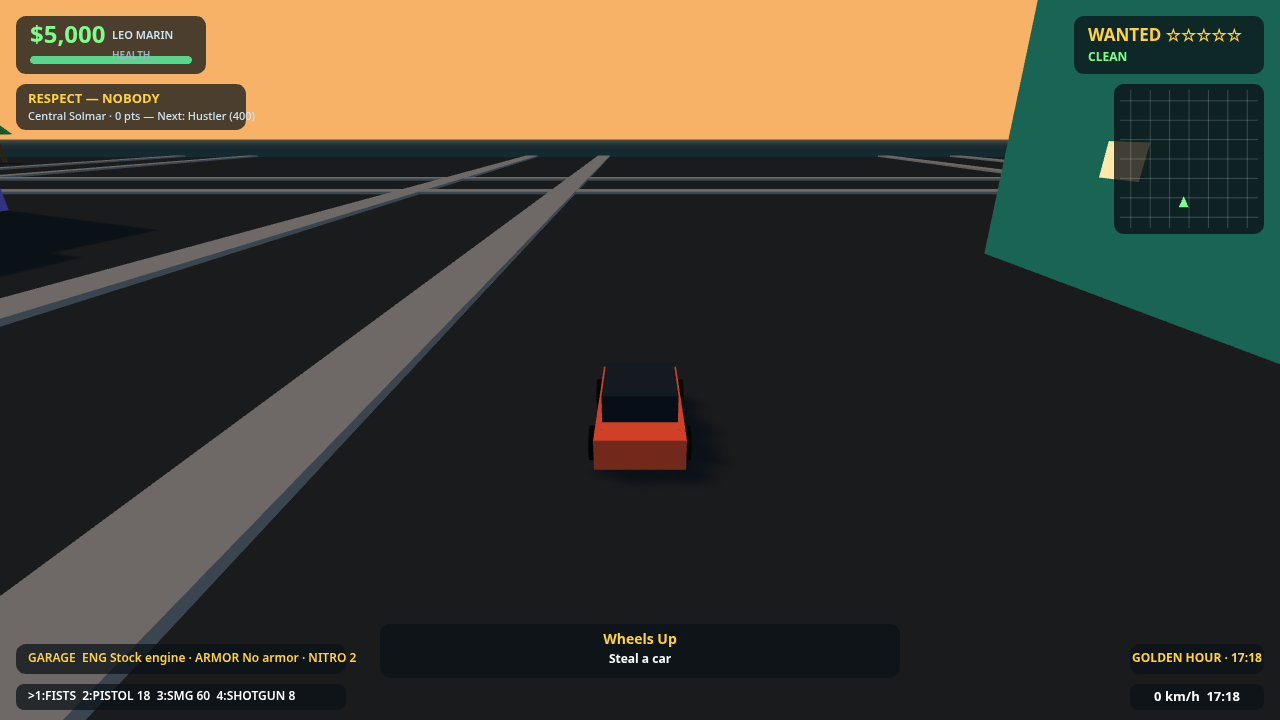 $5,000 LEO MARIN
HEALTH
RESPECT — NOBODY
Central Solmar · 0 pts — Next: Hustler (400)
WANTED ☆☆☆☆☆
CLEAN
Wheels Up
Steal a car
GARAGE ENG Stock engine · ARMOR No armor · NITRO 2
>1:FISTS 2:PISTOL 18 3:SMG 60 4:SHOTGUN 8
GOLDEN HOUR · 17:18
0 km/h 17:18